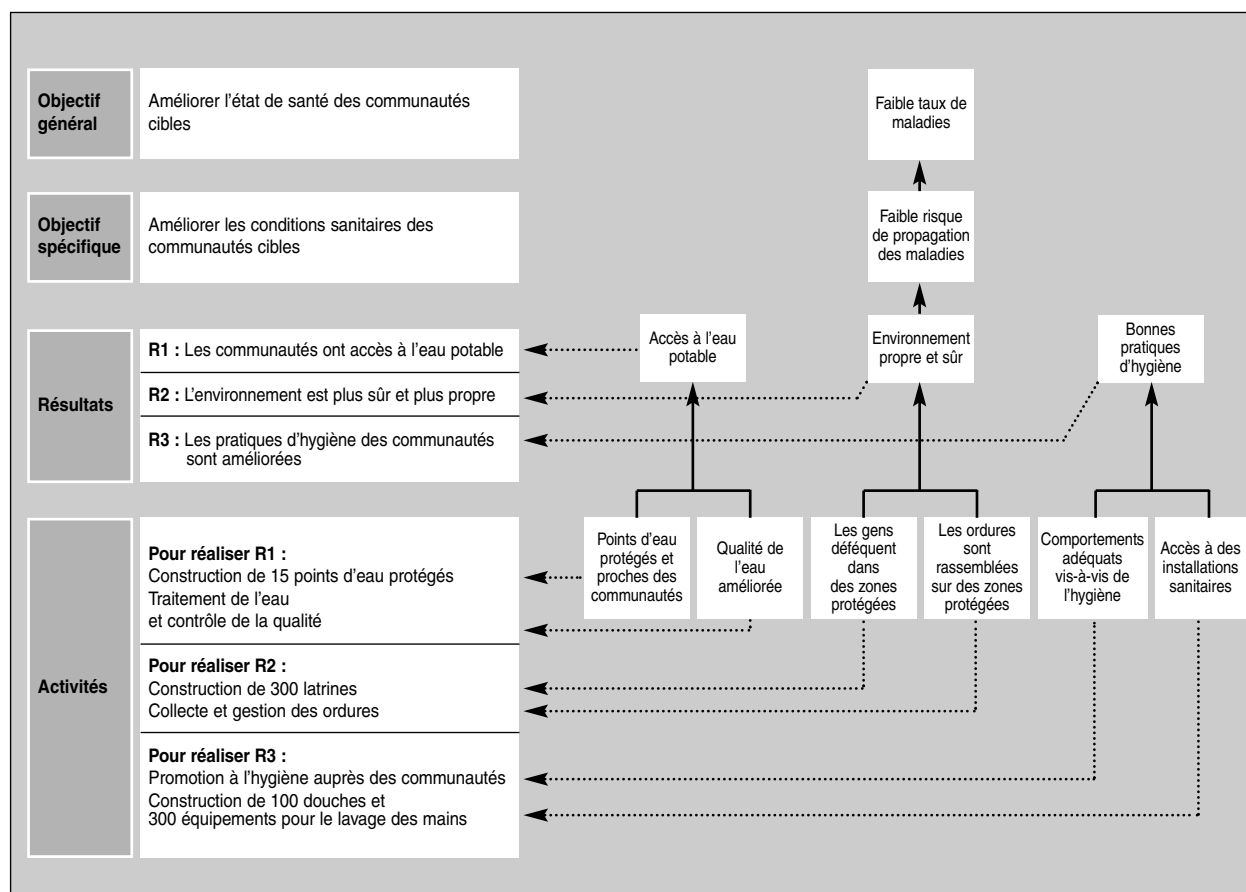 Objectif
général
Améliorer l'état de santé des communautés
cibles
Faible taux de
maladies
Objectif
spécifique
Améliorer les conditions sanitaires des
communautés cibles
Faible risque
de propagation
des maladies
Résultats
R1 : Les communautés ont accès à l'eau potable
R2 : L'environnement est plus sûr et plus propre
R3 : Les pratiques d'hygiène des communautés
sont améliorées
Accès à l'eau
potable
Environnement
propre et sûr
Bonnes
pratiques
d'hygiène
Activités
Pour réaliser R1 :
Construction de 15 points d'eau protégés
Traitement de l'eau
et contrôle de la qualité
Pour réaliser R2 :
Construction de 300 latrines
Collecte et gestion des ordures
Pour réaliser R3 :
Promotion à l'hygiène auprès des communautés
Construction de 100 douches et
300 équipements pour le lavage des mains
Points d'eau
protégés et
proches des
communautés
Qualité de
l'eau
améliorée
Les gens
déféquent
dans
des zones
protégées
Les ordures
sont
rassemblées
sur des zones
protégées
Comportements
adéquats
vis-à-vis de
l'hygiène
Accès à des
installations
sanitaires